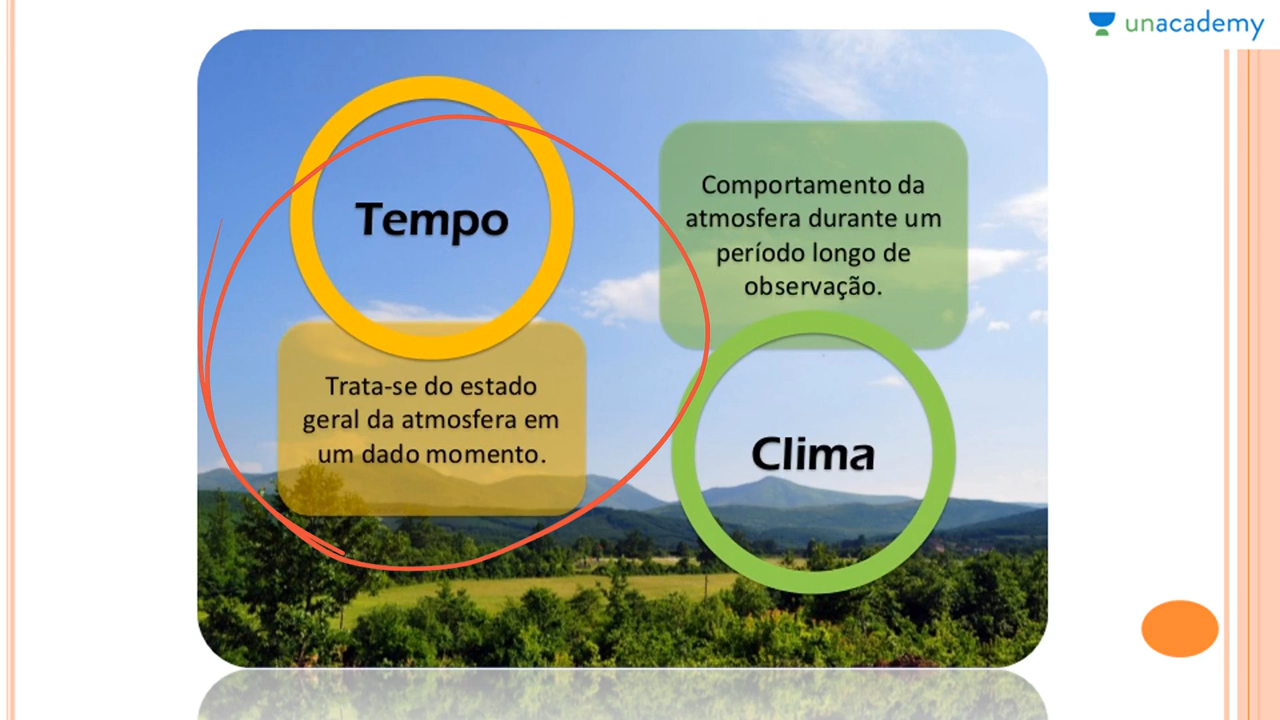 unacademy
Tempo
Trata-se do estado
geral da atmosfera em
um dado momento.
Comportamento da
atmosfera durante um
período longo de
observação.
Clima